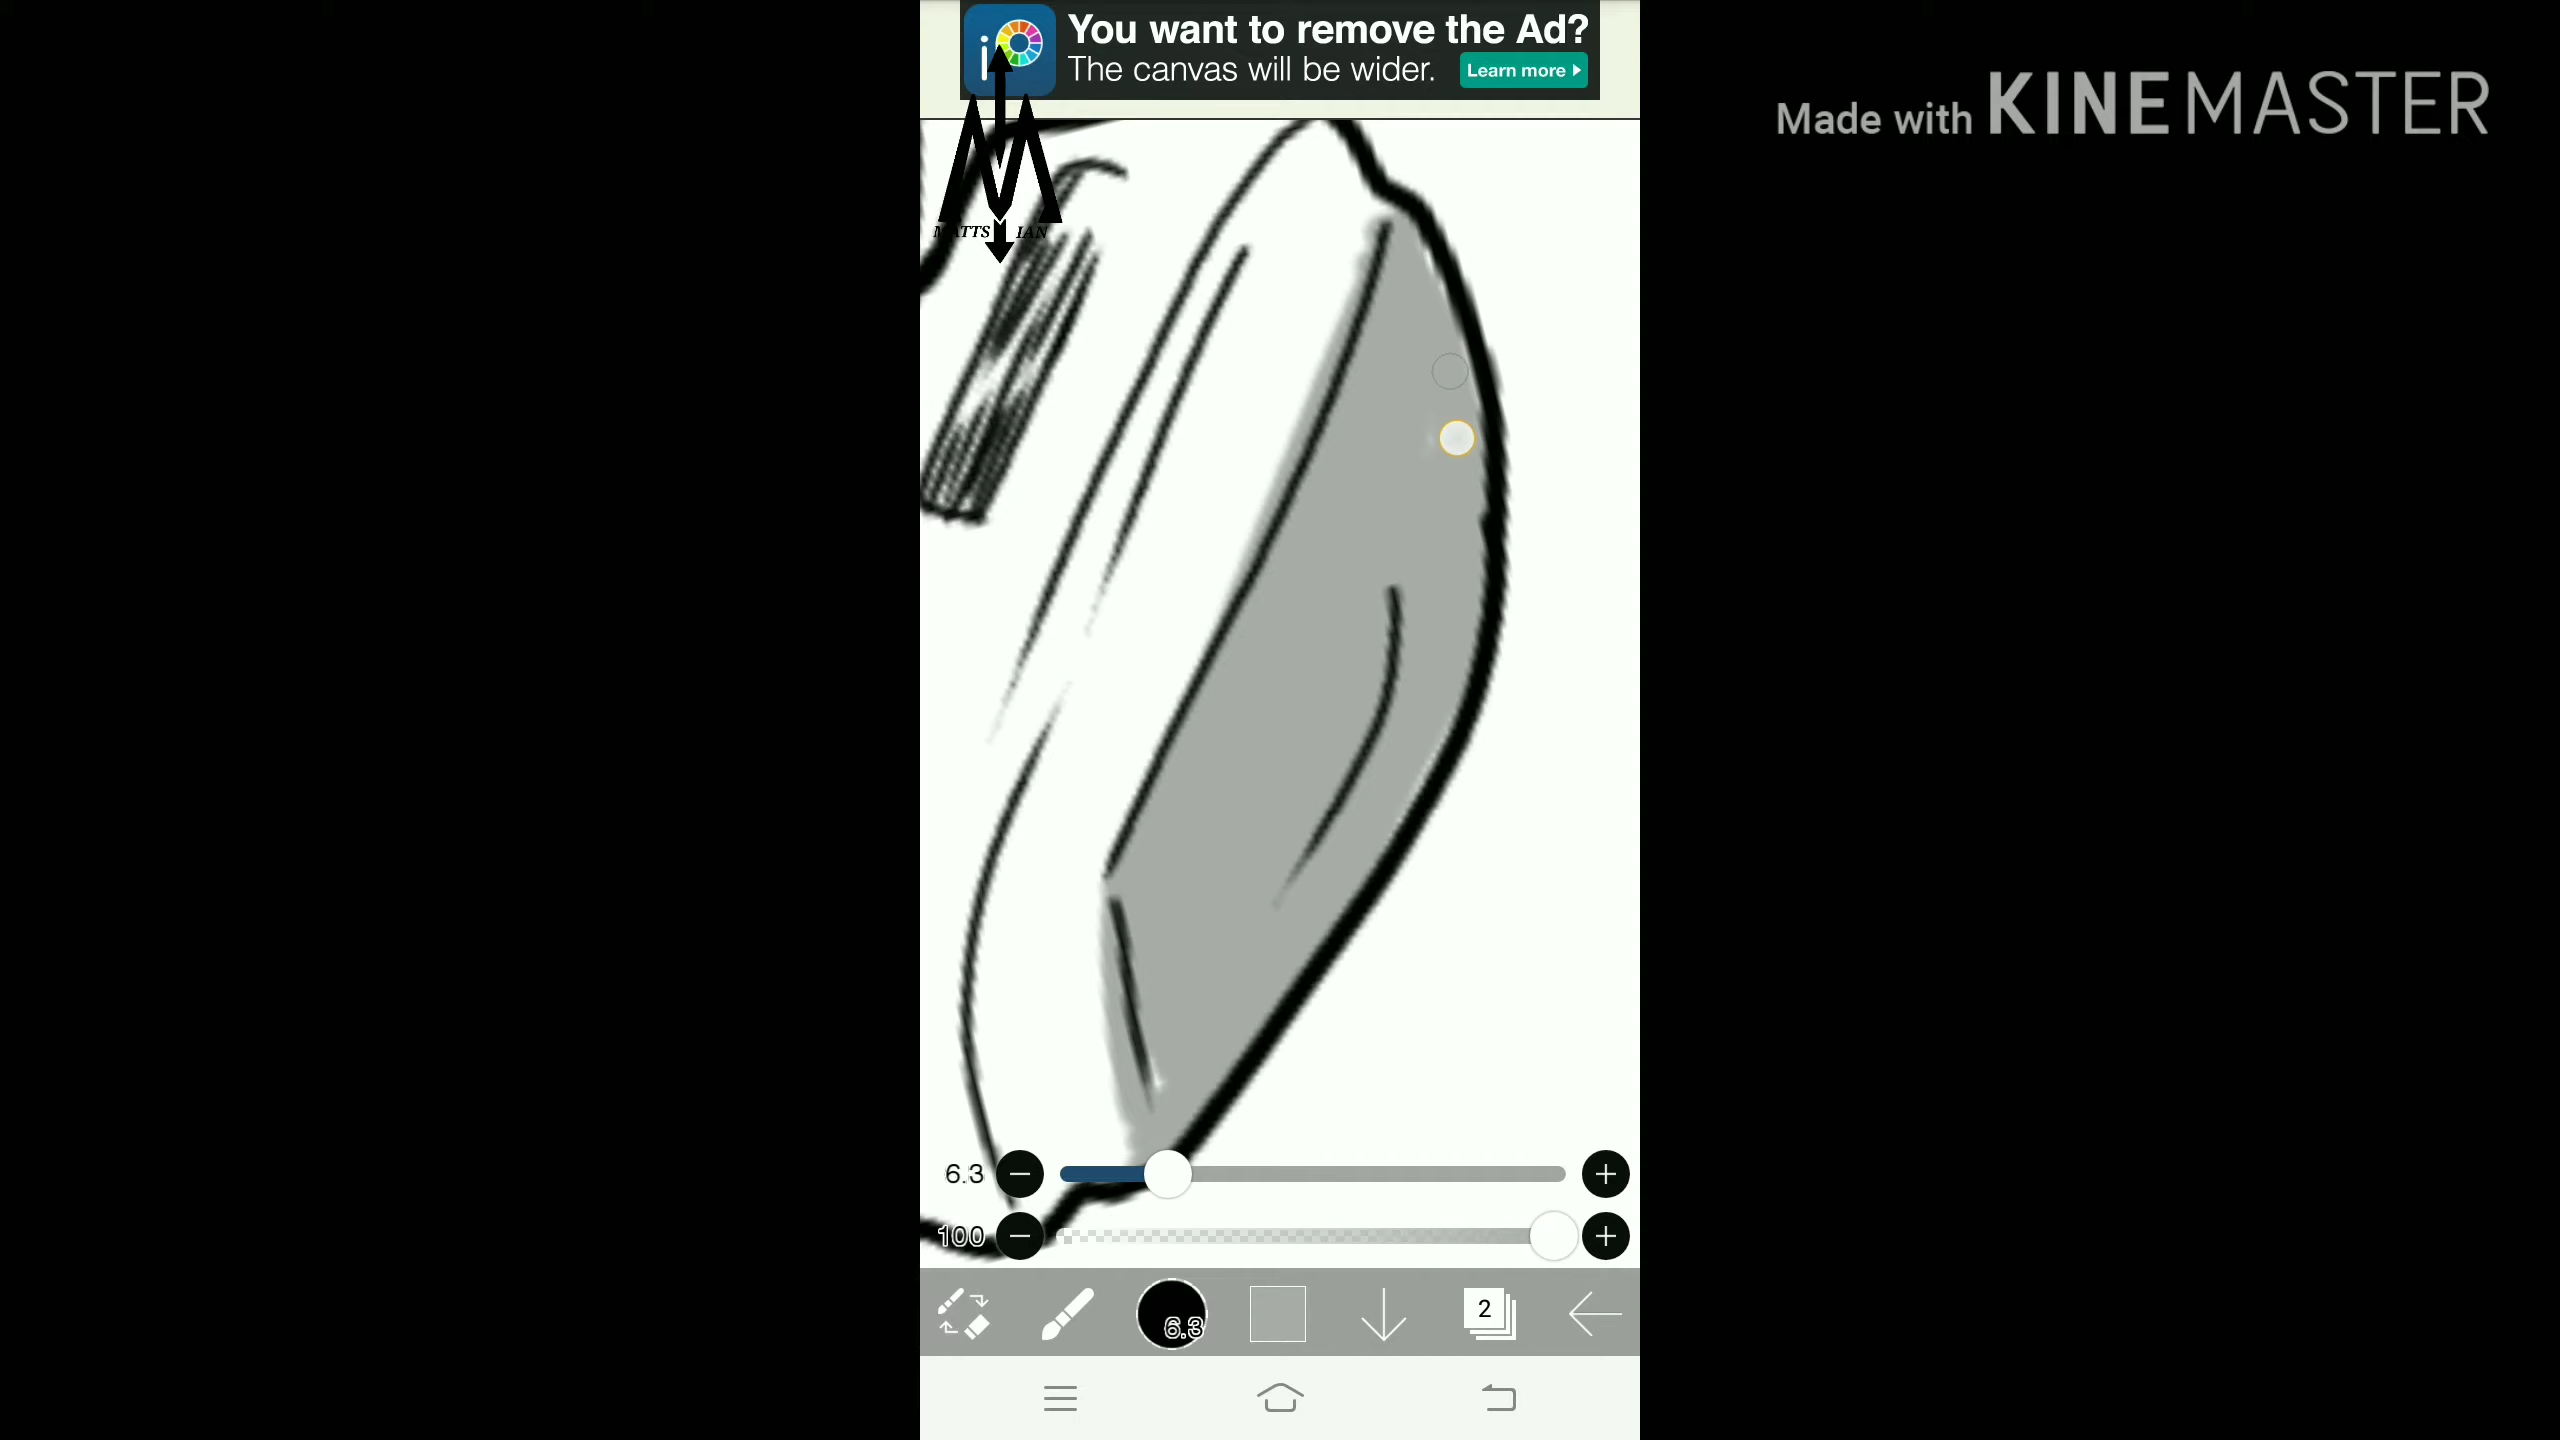 You want to remove the Ad?
The canvas will be wider.
Learn more
Made with KINEMASTER
6.3
100
6.3
2